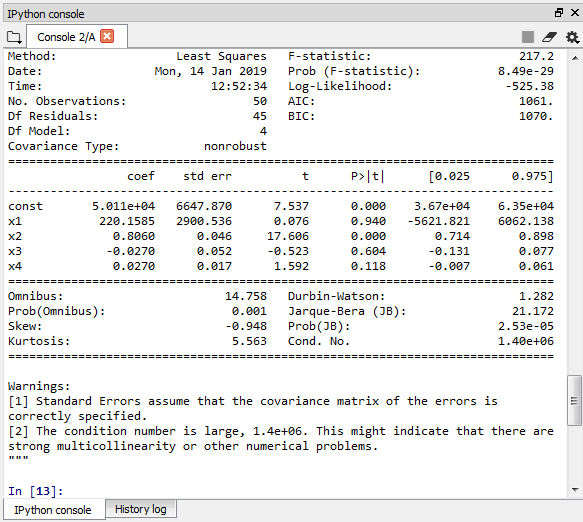 IPython console
Console 2/A
Method: Least Squares F-statistic: 217.2
Date: Mon, 14 Jan 2019 Prob (F-statistic): 8.49e-29
Time: 12:52:34 Log-Likelihood: -525.38
No. Observations: 50 AIC: 1061.
Df Residuals: 45 BIC: 1070.
Df Model: 4
Covariance Type: nonrobust
==============================================================================
coef std err t P>|t| [0.025 0.975]
------------------------------------------------------------------------------
const 5.011e+04 6647.870 7.537 0.000 3.67e+04 6.35e+04
x1 220.1585 2900.536 0.076 0.940 -5621.821 6062.138
x2 0.8060 0.046 17.606 0.000 0.714 0.898
x3 -0.0270 0.052 -0.523 0.604 -0.131 0.077
x4 0.0270 0.017 1.592 0.118 -0.007 0.061
==============================================================================
Omnibus: 14.758 Durbin-Watson: 1.282
Prob(Omnibus): 0.001 Jarque-Bera (JB): 21.172
Skew: -0.948 Prob(JB): 2.53e-05
Kurtosis: 5.563 Cond. No. 1.40e+06
==============================================================================
Warnings:
[1] Standard Errors assume that the covariance matrix of the errors is
correctly specified.
[2] The condition number is large, 1.4e+06. This might indicate that there are
strong multicollinearity or other numerical problems.
"""
In [13]:
IPython console History log